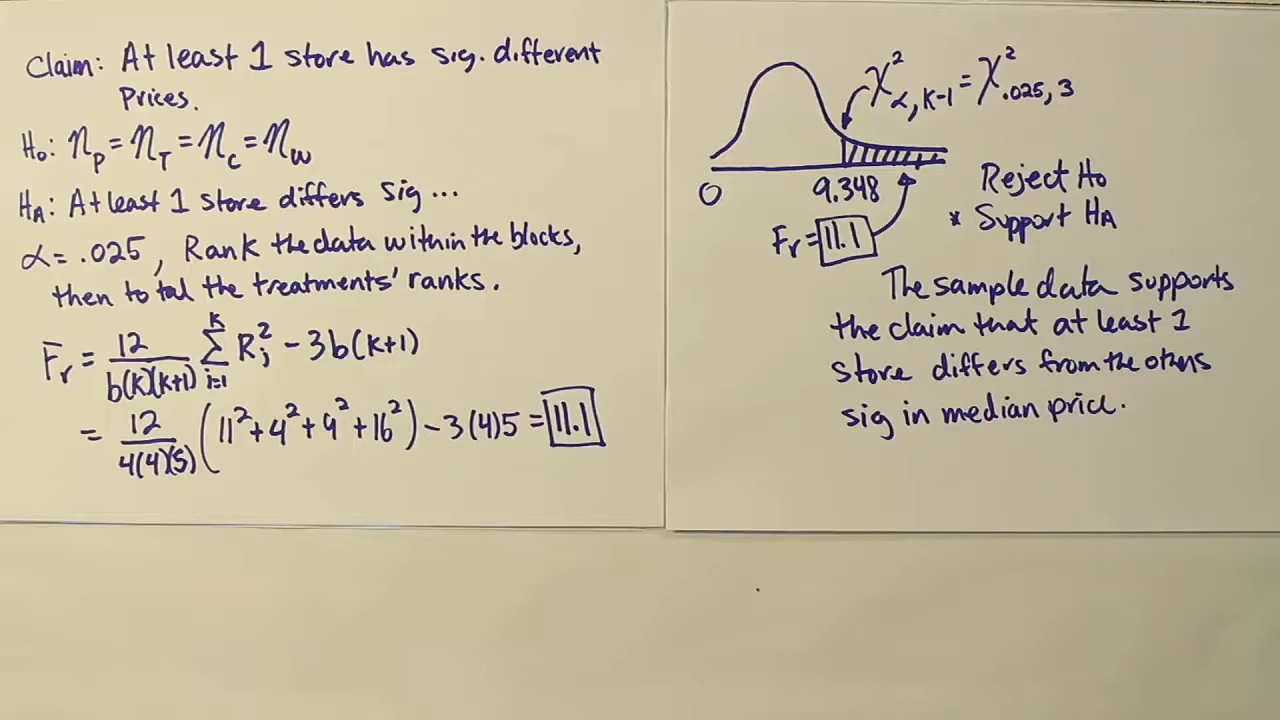 Claim: At least 1 store has sig. different
Prices.
H₀: η_P = η_T = η_C = η_W
H_A: At least 1 store differs sig ...
α = .025, Rank the data within the blocks,
then total the treatments' ranks.
F_r = 12 / b(k)(k+1) Σ_{i=1}^{k} R_j² − 3b(k+1)
= 12 / 4(4)(5) (11² + 4² + 9² + 16²) − 3(4)5 = 11.1
χ²_{α, k-1} = χ²_{.025, 3}
0
9.348
F_r = 11.1
Reject H₀
* Support H_A
The sample data supports
the claim that at least 1
store differs from the others
sig in median price.